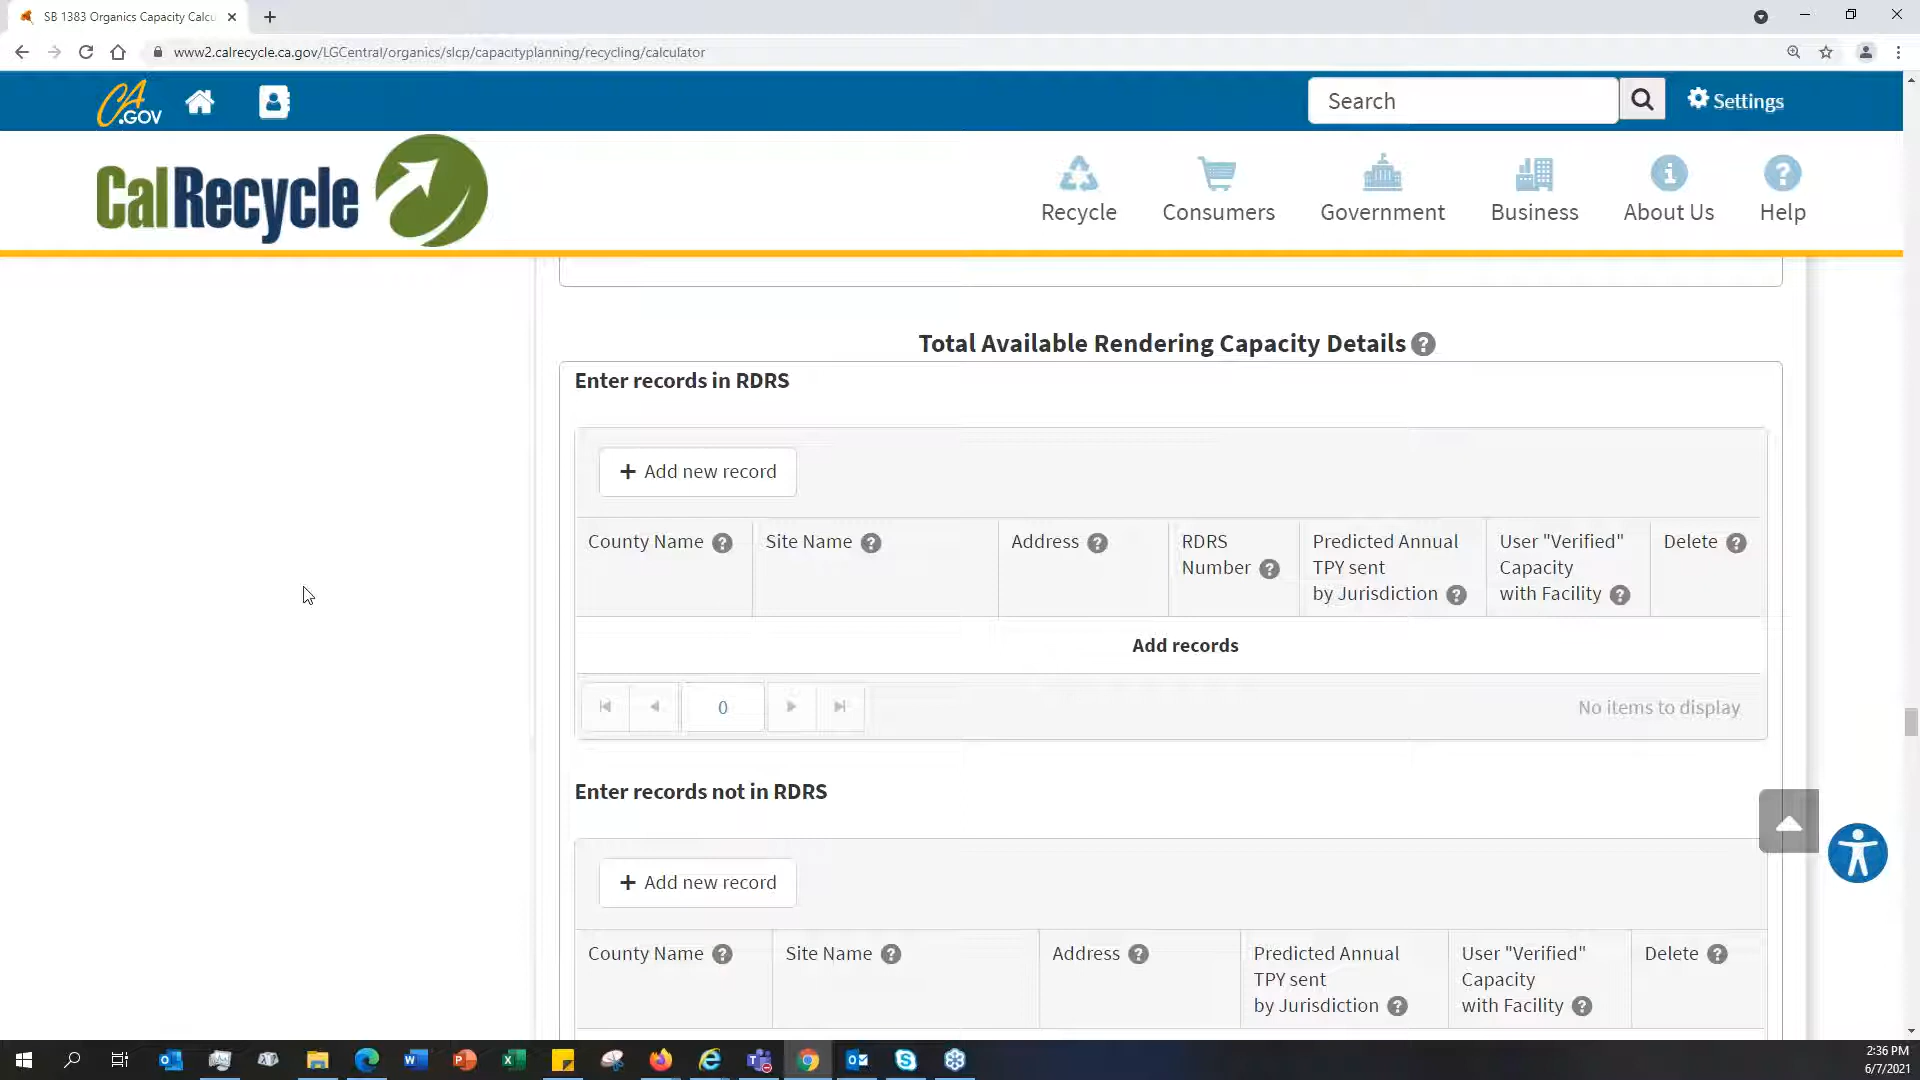 SB 1383 Organics Capacity Calcu
www2.calrecycle.ca.gov/LGCentral/organics/slcp/capacityplanning/recycling/calculator
CA
.GOV
Search
Settings
CalRecycle
Recycle
Consumers
Government
Business
About Us
Help
Total Available Rendering Capacity Details
Enter records in RDRS
+ Add new record
County Name
Site Name
Address
RDRS
Number
Predicted Annual
TPY sent
by Jurisdiction
User "Verified"
Capacity
with Facility
Delete
Add records
0
No items to display
Enter records not in RDRS
+ Add new record
County Name
Site Name
Address
Predicted Annual
TPY sent
by Jurisdiction
User "Verified"
Capacity
with Facility
Delete
2:36 PM
6/7/2021